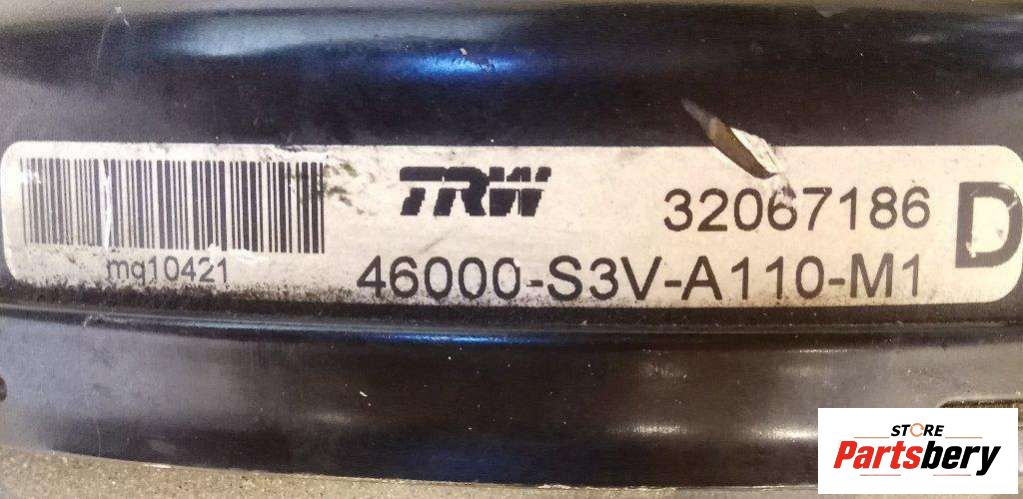 TRW
32067186
D
mq10421
46000-S3V-A110-M1
STORE
Partsbery